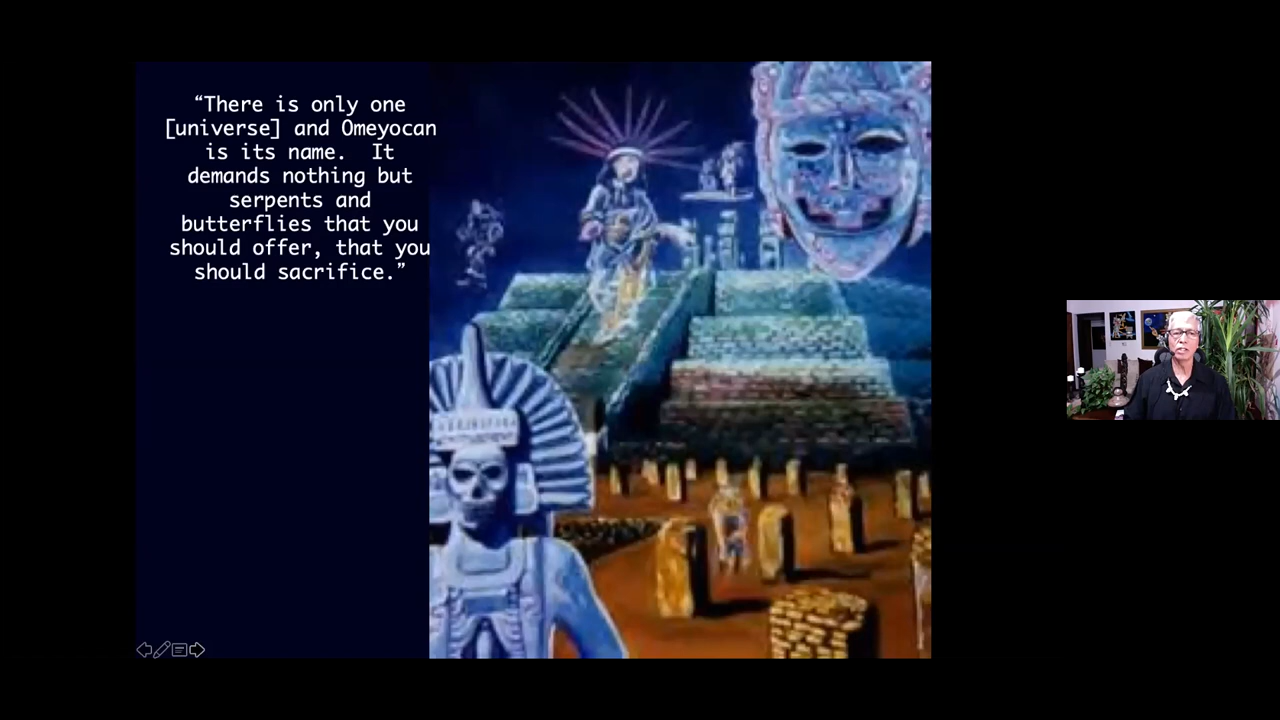 “There is only one
[universe] and Omeyocan
is its name.  It
demands nothing but
serpents and
butterflies that you
should offer, that you
should sacrifice.”